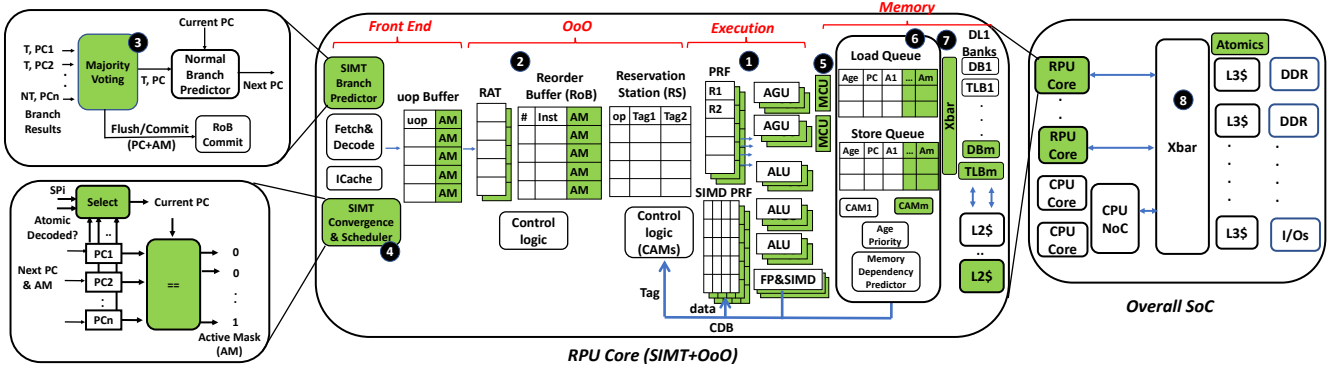 Front End
OoO
Execution
Memory
T, PC1
T, PC2
:
NT, PCn
Branch
Results
Majority
Voting
3
T, PC
Current PC
Normal
Branch
Predictor
Next PC
Flush/Commit
(PC+AM)
RoB
Commit
SPi
Select
Atomic
Decoded?
Current PC
..
Next PC
& AM
PC1
PC2
:
PCn
==
0
0
:
1
Active Mask
(AM)
SIMT
Branch
Predictor
Fetch&
Decode
ICache
SIMT
Convergence
& Scheduler
4
uop Buffer
uop
AM
AM
AM
AM
AM
2
RAT
Reorder
Buffer (RoB)
#
Inst
AM
AM
AM
AM
AM
Control
logic
Reservation
Station (RS)
op
Tag1
Tag2
Control
logic
(CAMs)
Tag
1
PRF
R1
R2
SIMD PRF
data
CDB
AGU
AGU
ALU
ALU
ALU
FP&SIMD
5
MCU
MCU
6
Load Queue
Age
PC
A1
...
Am
Store Queue
Age
PC
A1
...
Am
CAM1
CAMm
Age
Priority
Memory
Dependency
Predictor
7
Xbar
DL1
Banks
DB1
TLB1
:
DBm
TLBm
L2$
..
L2$
RPU Core (SIMT+OoO)
RPU
Core
:
RPU
Core
CPU
Core
CPU
Core
CPU
NoC
8
Xbar
Atomics
L3$
DDR
L3$
DDR
:
:
L3$
I/Os
Overall SoC